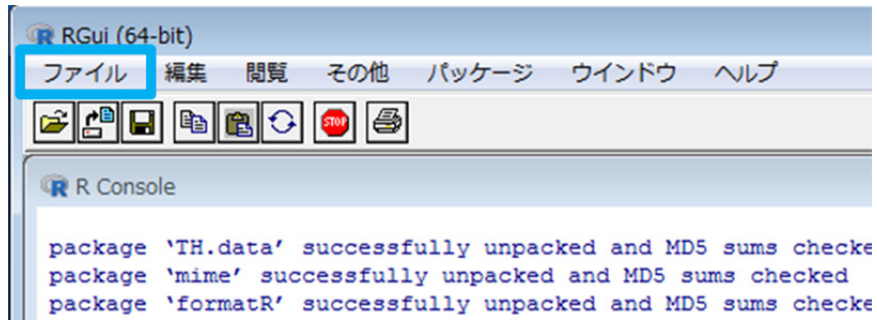 RGui (64-bit)
ファイル 編集 閲覧 その他 パッケージ ウインドウ ヘルプ
STOP
R Console
package ‘TH.data’ successfully unpacked and MD5 sums checke
package ‘mime’ successfully unpacked and MD5 sums checked
package ‘formatR’ successfully unpacked and MD5 sums checke